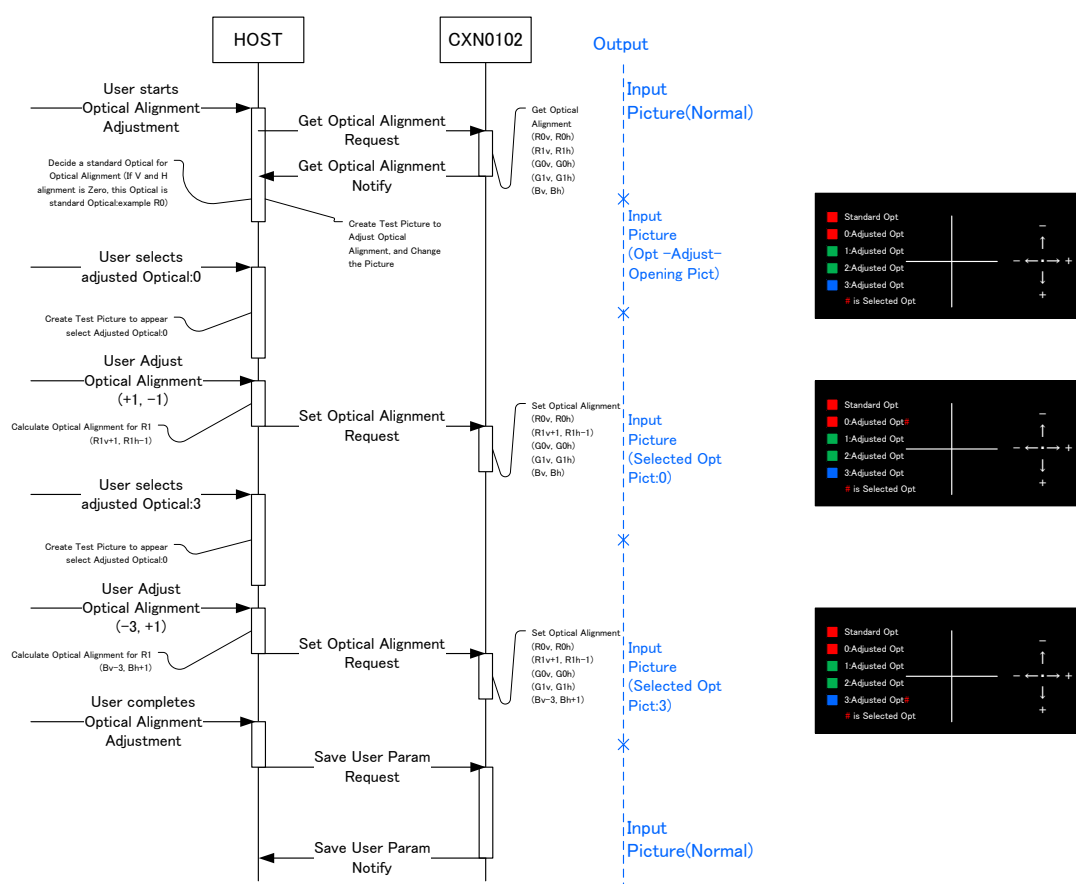 HOST
CXN0102
Output
User starts
Optical Alignment
Adjustment
Input
Picture(Normal)
Get Optical Alignment
Request
Get Optical
Alignment
(R0v, R0h)
(R1v, R1h)
(G0v, G0h)
(G1v, G1h)
(Bv, Bh)
Get Optical Alignment
Notify
Decide a standard Optical for
Optical Alignment (If V and H
alignment is Zero, this Optical is
standard Optical:example R0)
Create Test Picture to
Adjust Optical
Alignment, and Change
the Picture
Input
Picture
(Opt -Adjust-
Opening Pict)
Standard Opt
0:Adjusted Opt
1:Adjusted Opt
2:Adjusted Opt
3:Adjusted Opt
# is Selected Opt
−
− ← · → +
↑
↓
+
User selects
adjusted Optical:0
Create Test Picture to appear
select Adjusted Optical:0
User Adjust
Optical Alignment
(+1, -1)
Calculate Optical Alignment for R1
(R1v+1, R1h-1)
Set Optical Alignment
Request
Set Optical Alignment
(R0v, R0h)
(R1v+1, R1h-1)
(G0v, G0h)
(G1v, G1h)
(Bv, Bh)
Input
Picture
(Selected Opt
Pict:0)
Standard Opt
0:Adjusted Opt#
1:Adjusted Opt
2:Adjusted Opt
3:Adjusted Opt
# is Selected Opt
−
− ← · → +
↑
↓
+
User selects
adjusted Optical:3
Create Test Picture to appear
select Adjusted Optical:0
User Adjust
Optical Alignment
(-3, +1)
Calculate Optical Alignment for R1
(Bv-3, Bh+1)
Set Optical Alignment
Request
Set Optical Alignment
(R0v, R0h)
(R1v+1, R1h-1)
(G0v, G0h)
(G1v, G1h)
(Bv-3, Bh+1)
Input
Picture
(Selected Opt
Pict:3)
Standard Opt
0:Adjusted Opt
1:Adjusted Opt
2:Adjusted Opt
3:Adjusted Opt#
# is Selected Opt
−
− ← · → +
↑
↓
+
User completes
Optical Alignment
Adjustment
Save User Param
Request
Input
Picture(Normal)
Save User Param
Notify